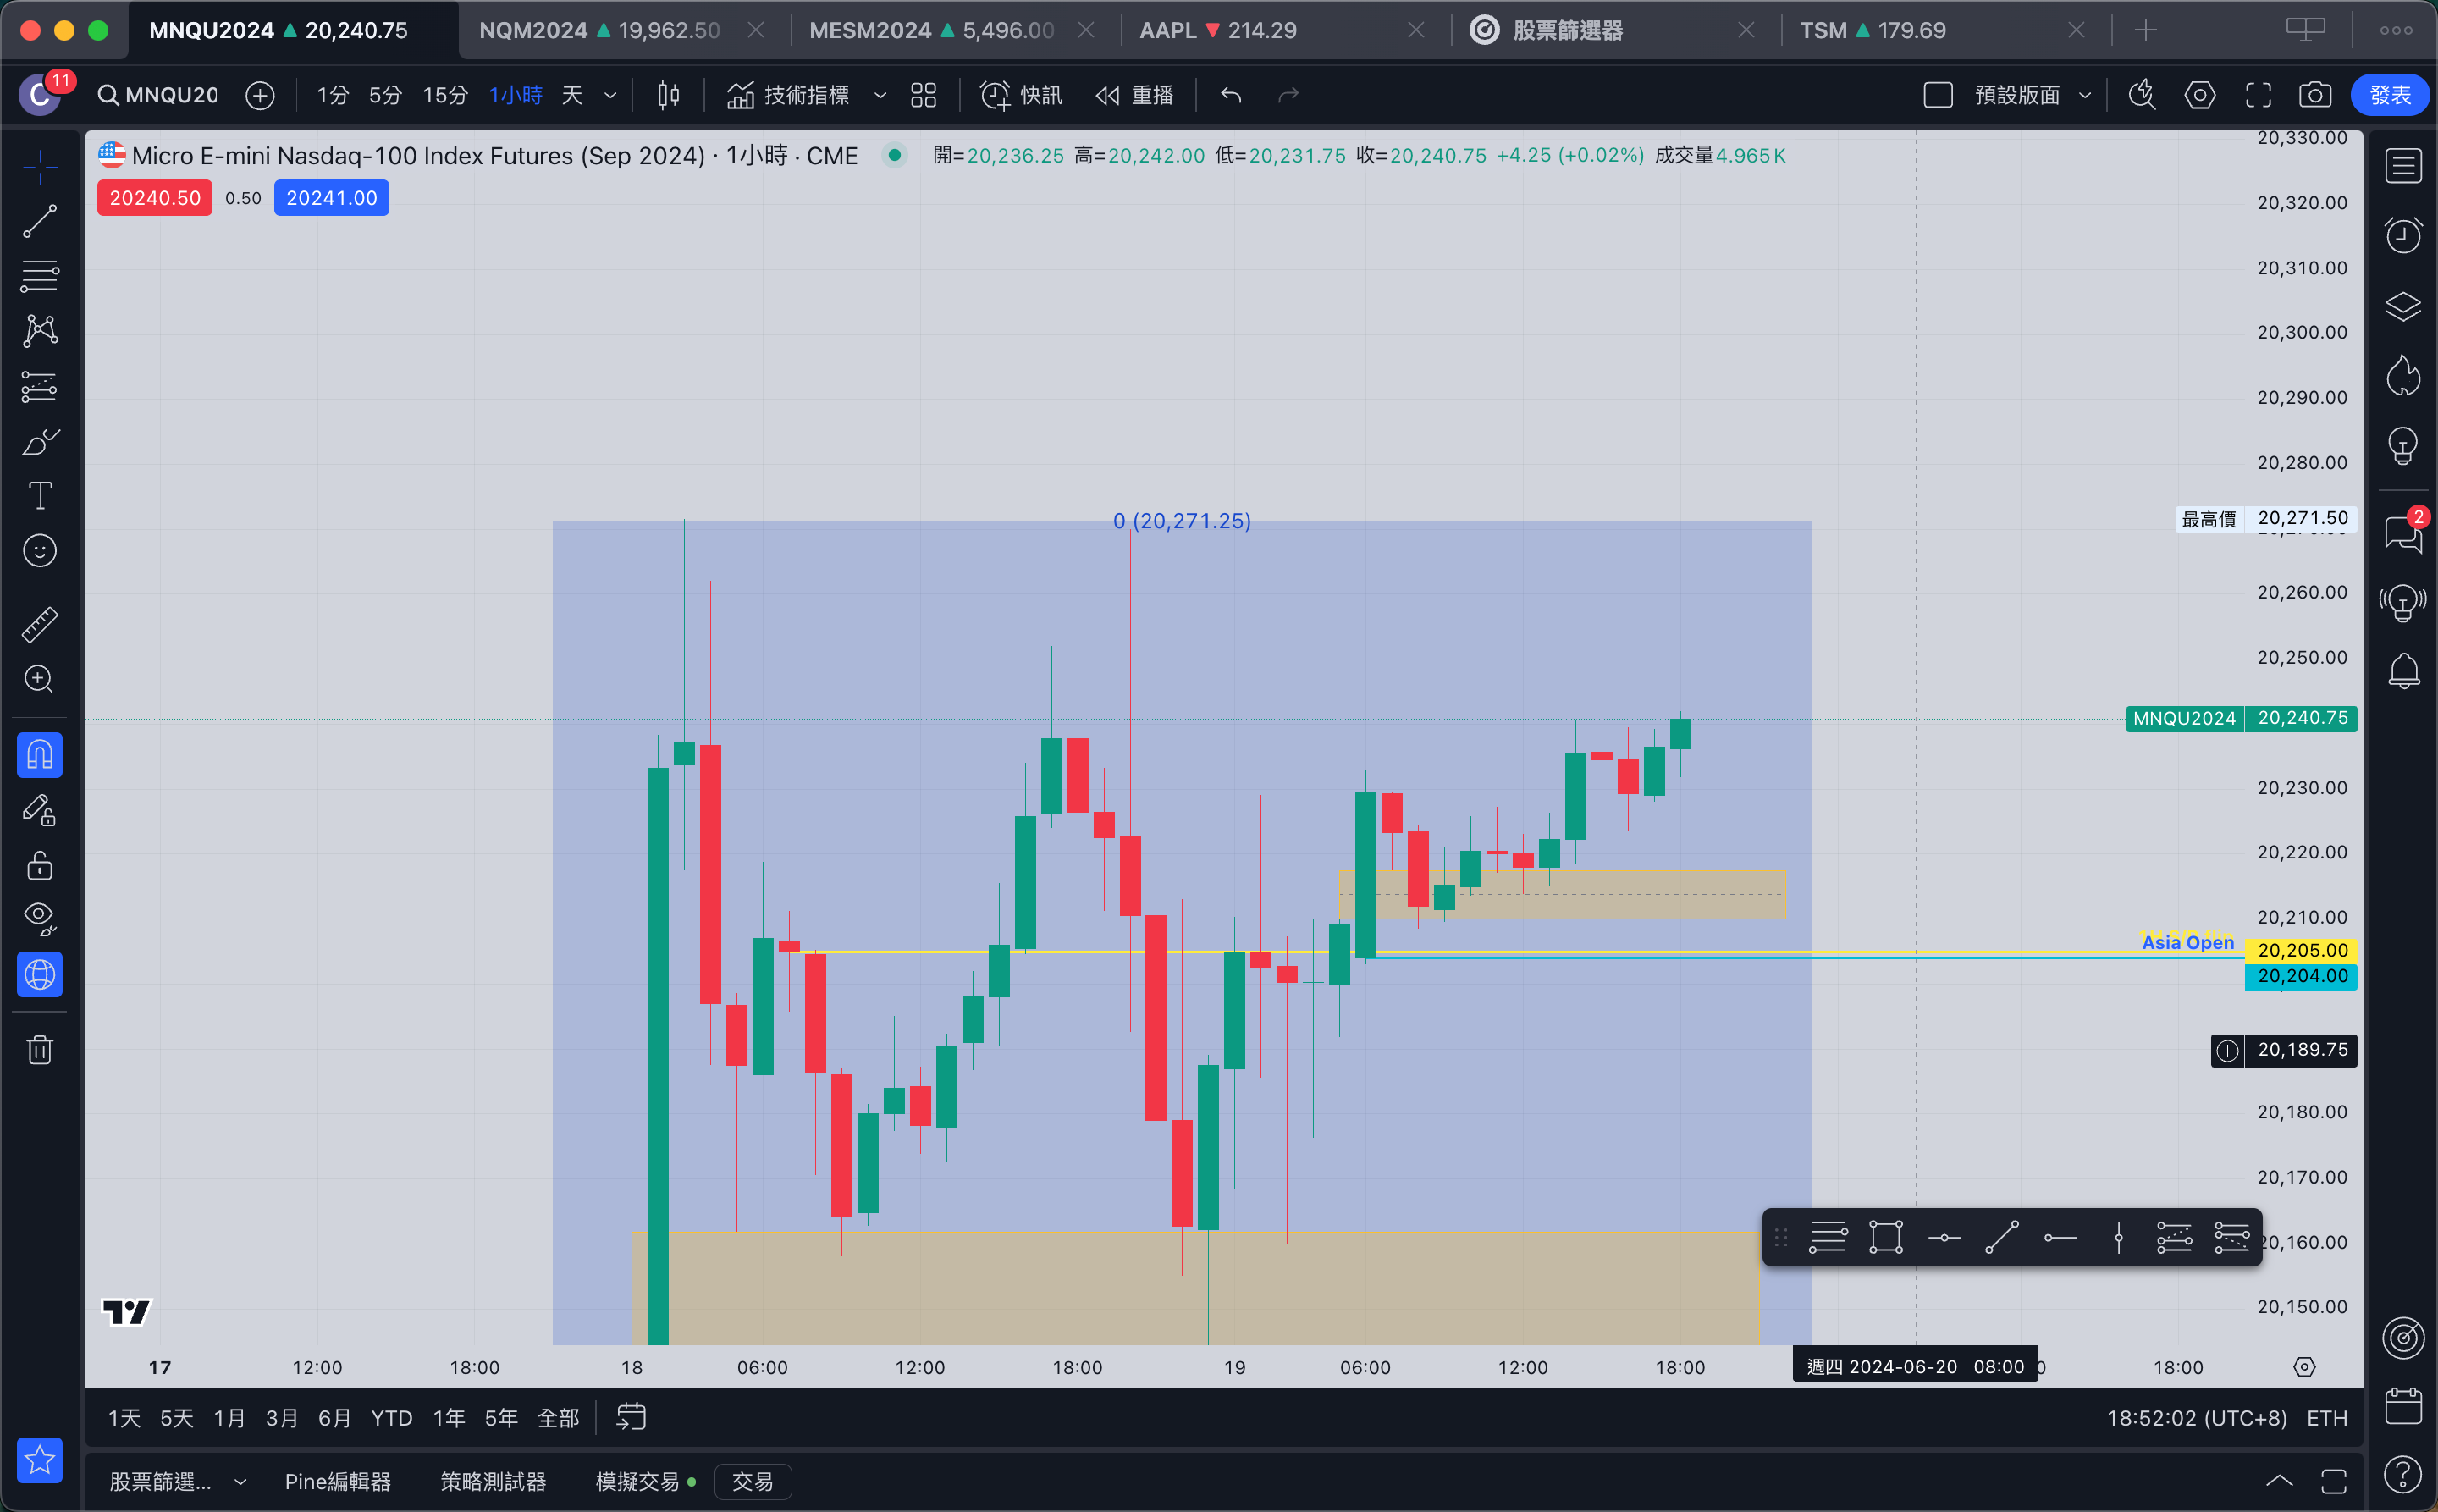 MNQU2024 20,240.75 NQM2024 19,962.50 MESM2024 5,496.00 AAPL 214.29 股票篩選器 TSM 179.69
C 11 MNQU20 1分 5分 15分 1小時 天 技術指標 快訊 重播 預設版面 發表
Micro E-mini Nasdaq-100 Index Futures (Sep 2024) · 1小時 · CME 開=20,236.25 高=20,242.00 低=20,231.75 收=20,240.75 +4.25 (+0.02%) 成交量4.965K
20240.50 0.50 20241.00
20,330.00
20,320.00
20,310.00
20,300.00
20,290.00
20,280.00
0 (20,271.25)
最高價 20,271.50
2
20,260.00
20,250.00
MNQU2024 20,240.75
20,230.00
20,220.00
20,210.00
Asia Open 20,205.00
20,204.00
20,189.75
20,180.00
20,170.00
20,160.00
20,150.00
17 12:00 18:00 18 06:00 12:00 18:00 19 06:00 12:00 18:00 週四 2024-06-20 08:00 18:00
1天 5天 1月 3月 6月 YTD 1年 5年 全部 18:52:02 (UTC+8) ETH
股票篩選... Pine編輯器 策略測試器 模擬交易 交易